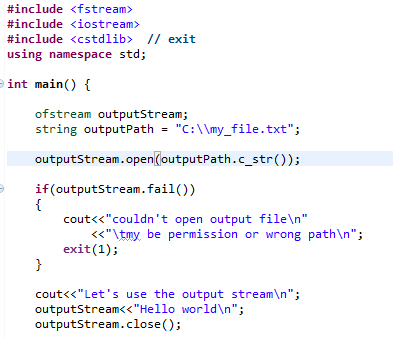 #include <fstream>
#include <iostream>
#include <cstdlib>  // exit
using namespace std;
int main() {
ofstream outputStream;
string outputPath = "C:\\my_file.txt";
outputStream.open(outputPath.c_str());
if(outputStream.fail())
{
cout<<"couldn't open output file\n"
<<"\tmy be permission or wrong path\n";
exit(1);
}
cout<<"Let's use the output stream\n";
outputStream<<"Hello world\n";
outputStream.close();